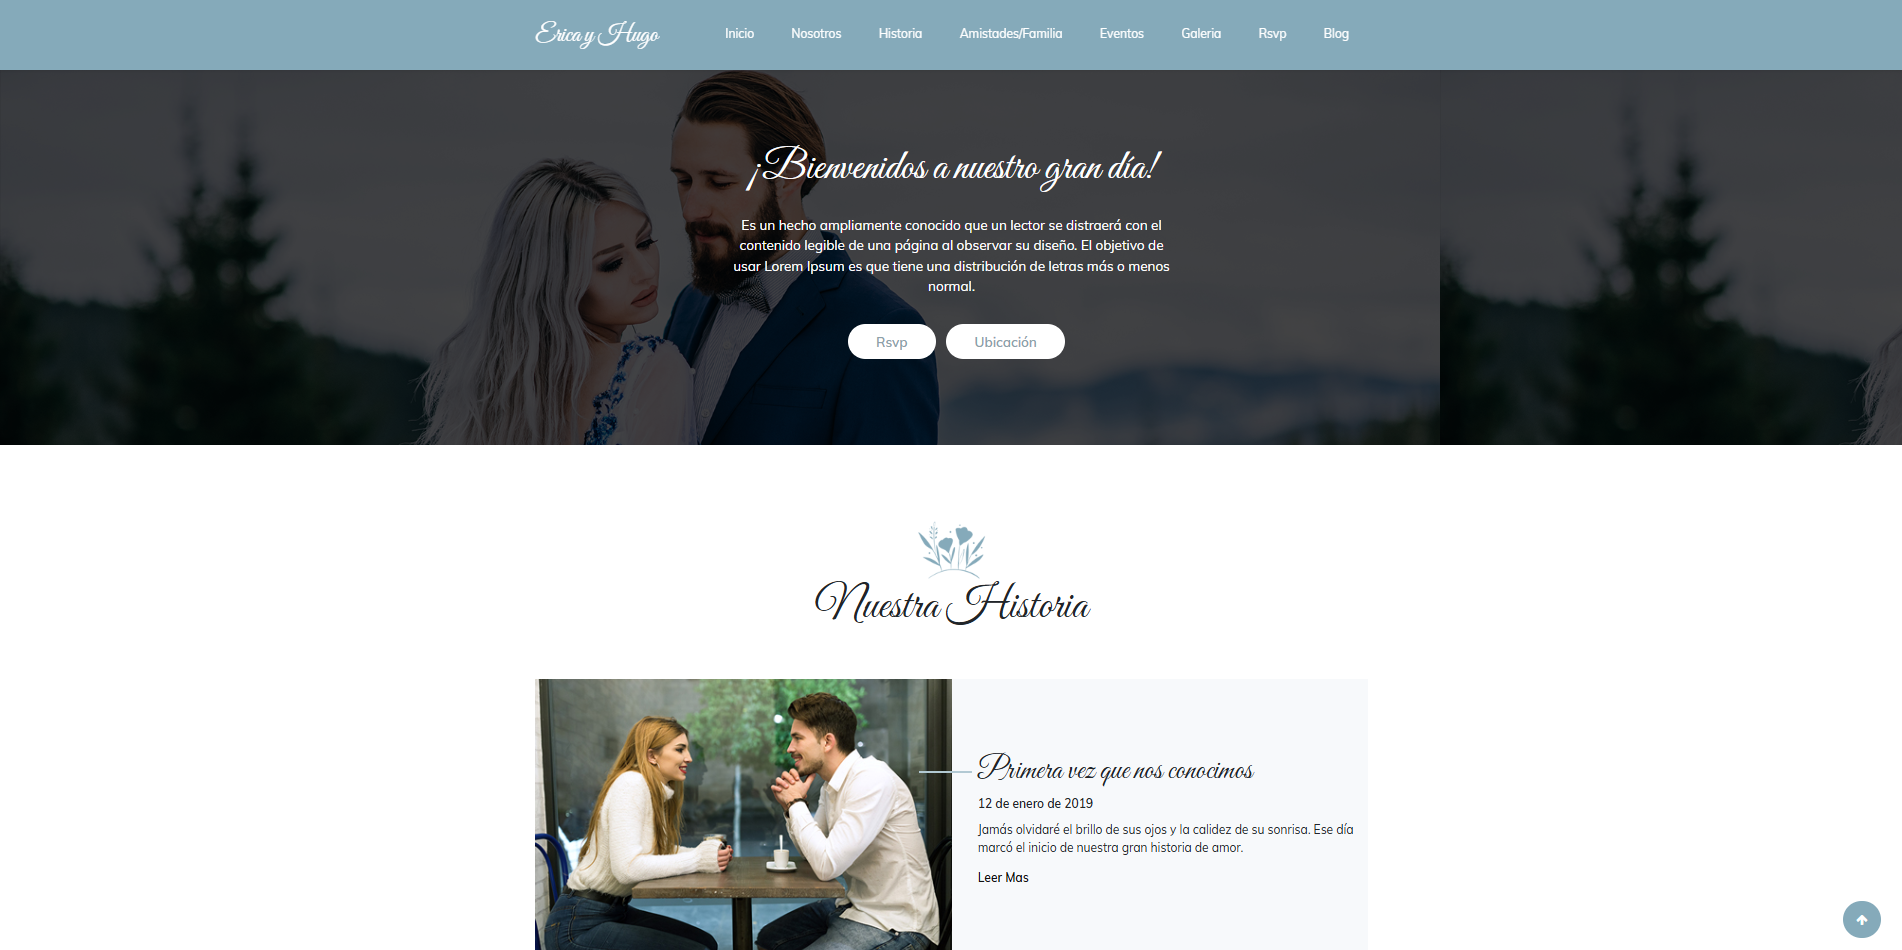 Erica y Hugo
Inicio
Nosotros
Historia
Amistades/Familia
Eventos
Galeria
Rsvp
Blog
¡Bienvenidos a nuestro gran día!
Es un hecho ampliamente conocido que un lector se distraerá con el
contenido legible de una página al observar su diseño. El objetivo de
usar Lorem Ipsum es que tiene una distribución de letras más o menos
normal.
Rsvp
Ubicación
Nuestra Historia
Primera vez que nos conocimos
12 de enero de 2019
Jamás olvidaré el brillo de sus ojos y la calidez de su sonrisa. Ese día
marcó el inicio de nuestra gran historia de amor.
Leer Mas